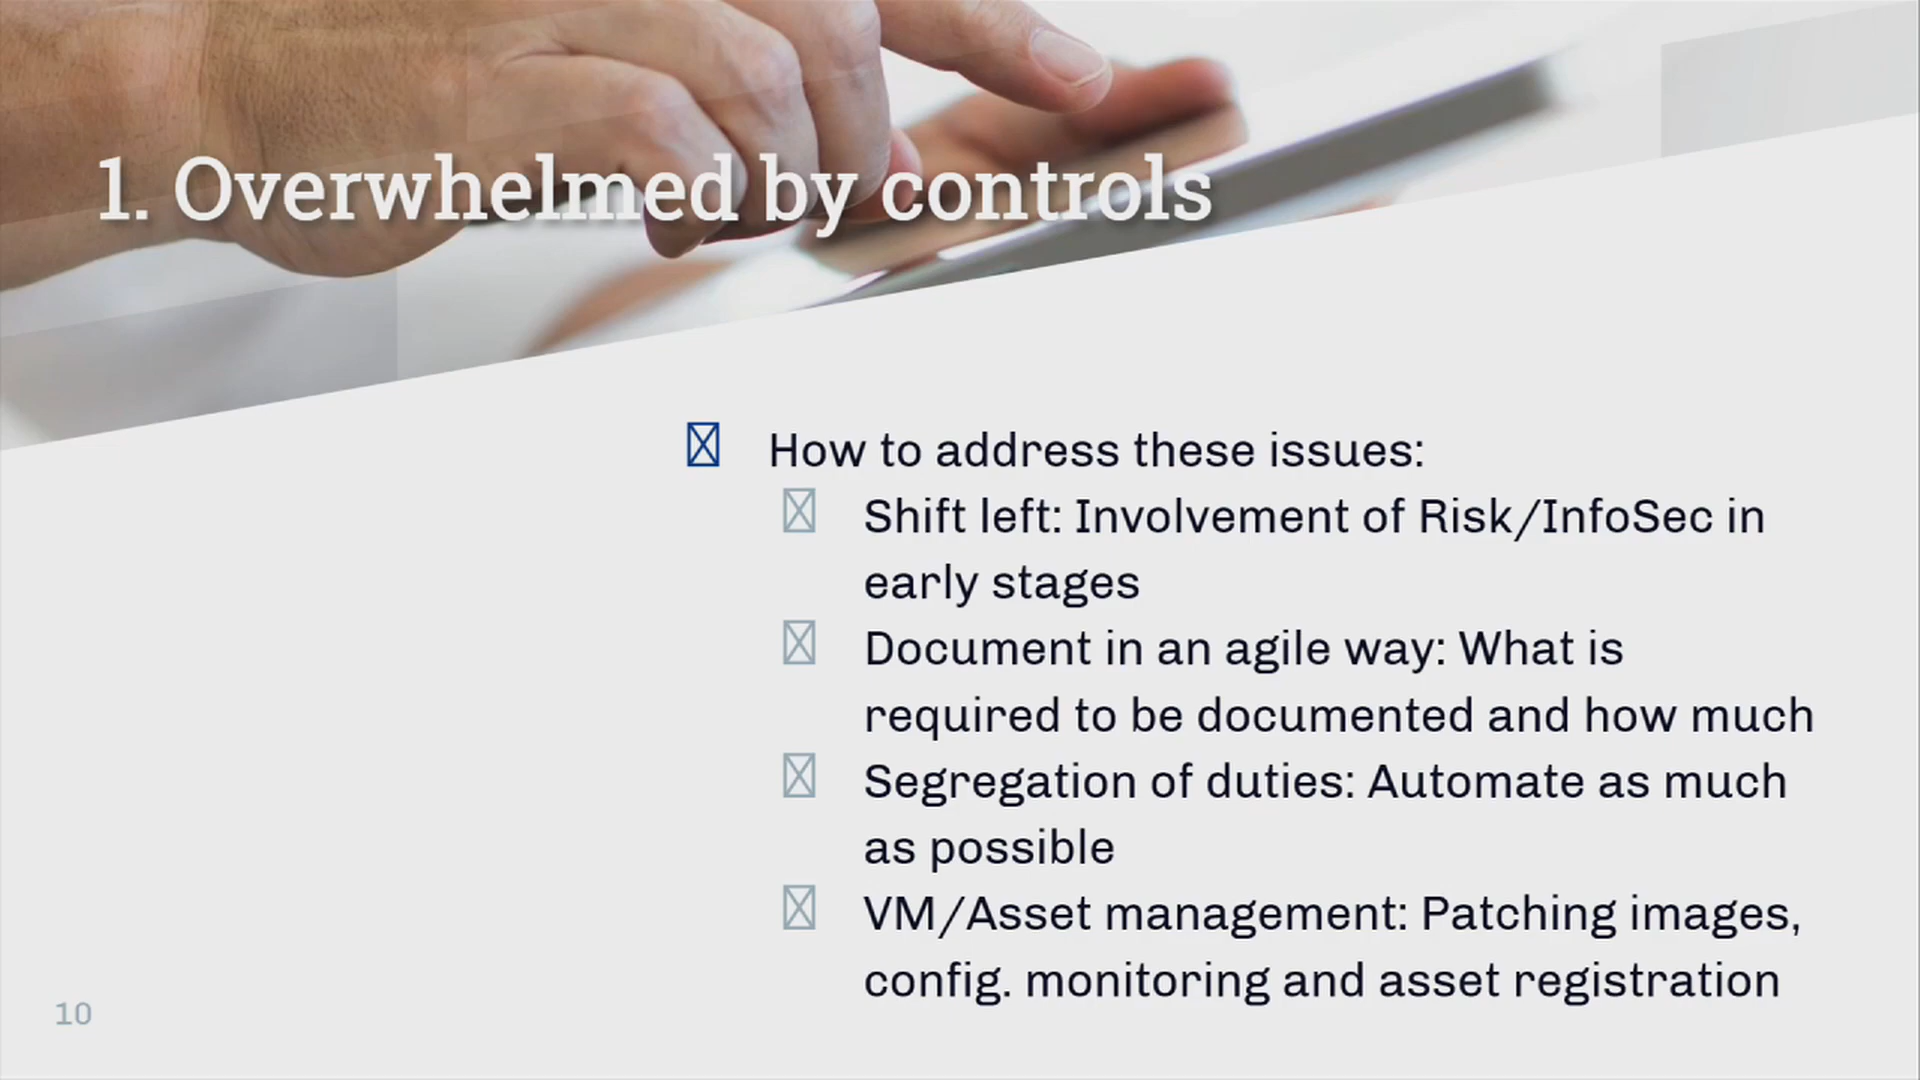 1. Overwhelmed by controls
How to address these issues:
Shift left: Involvement of Risk/InfoSec in
early stages
Document in an agile way: What is
required to be documented and how much
Segregation of duties: Automate as much
as possible
VM/Asset management: Patching images,
config. monitoring and asset registration
10